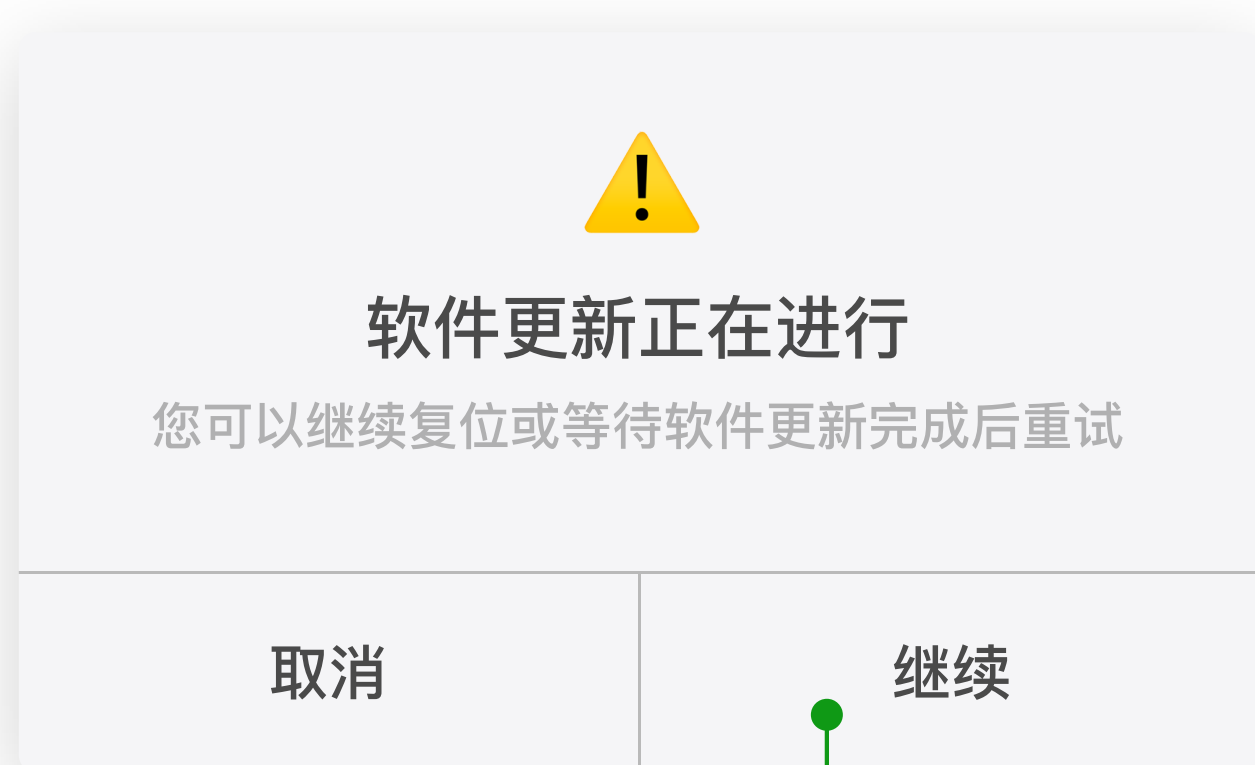 软件更新正在进行
您可以继续复位或等待软件更新完成后重试
取消
继续